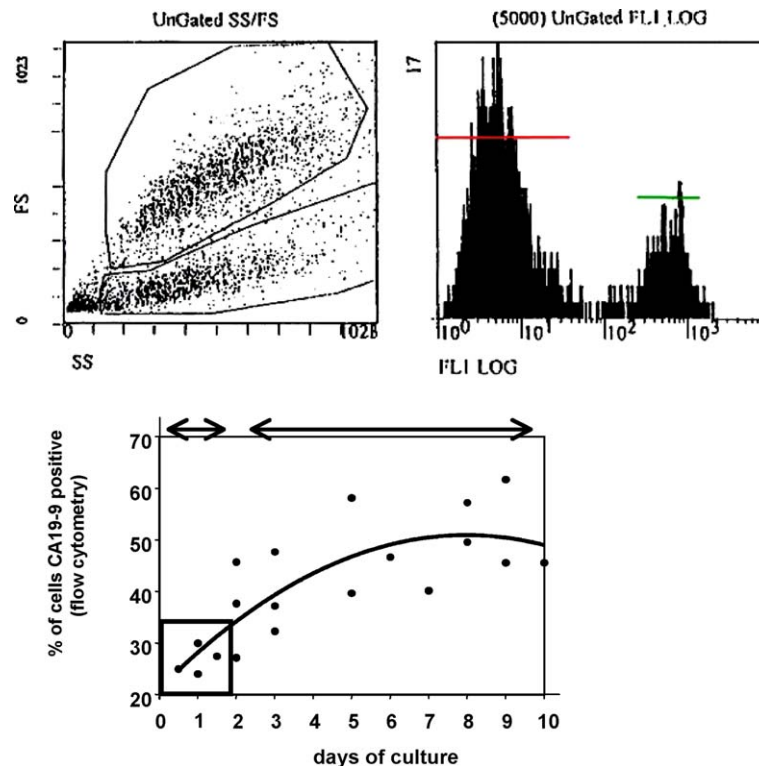 UnGated SS/FS
(5000) UnGated FL1 LOG
1023
FS
0
0
1023
SS
17
10⁰
10¹
10²
10³
FL1 LOG
% of cells CA19-9 positive
(flow cytometry)
70
60
50
40
30
20
0 1 2 3 4 5 6 7 8 9 10
days of culture